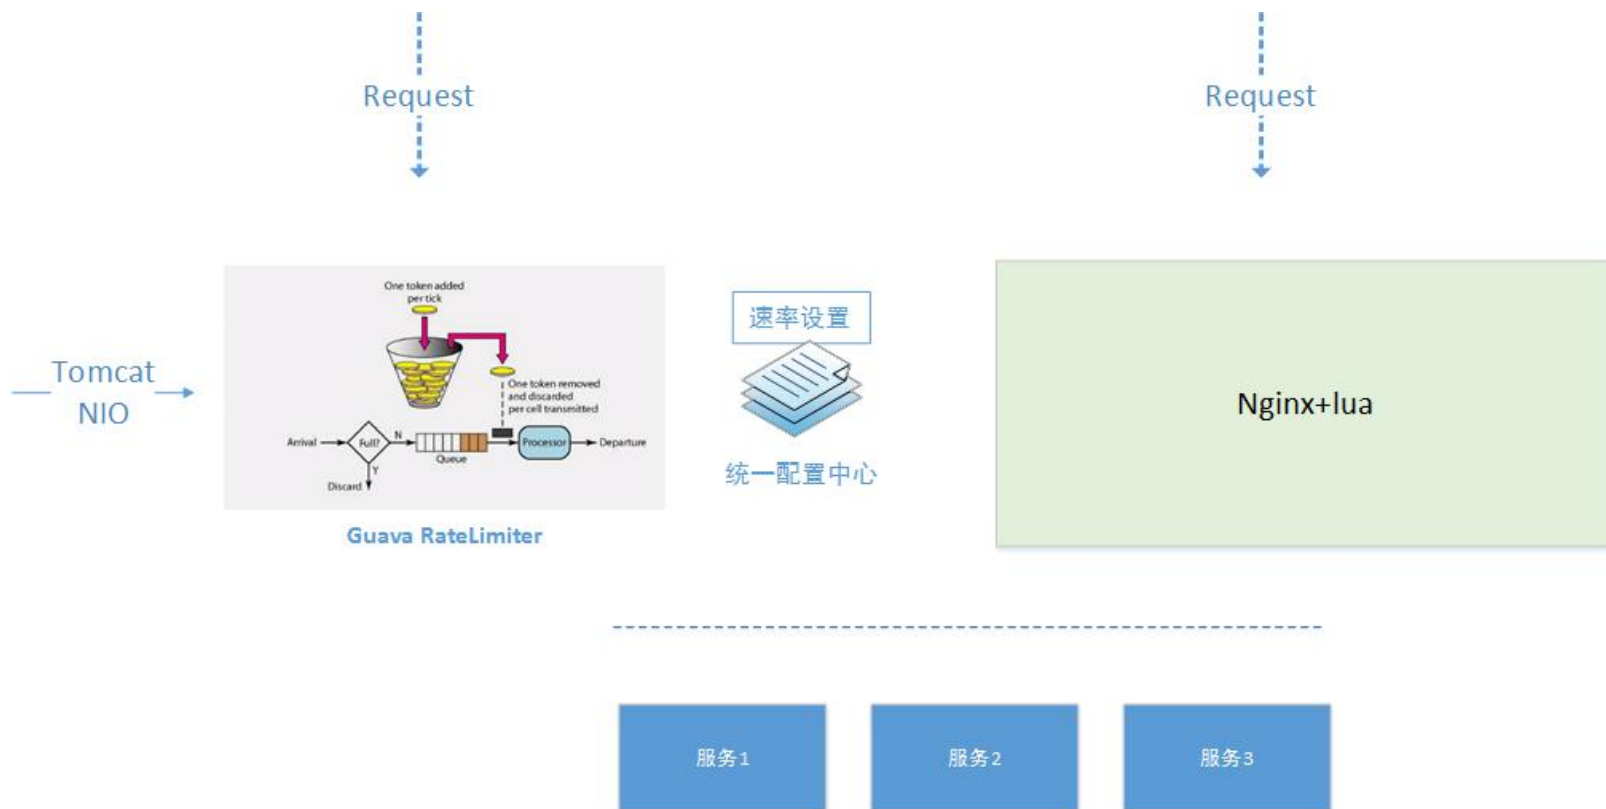 Request
Request
One token added
per tick
One token removed
and discarded
per cell transmitted
Arrival
Full?
N
Queue
Processor
Departure
Y
Discard
Tomcat
NIO
Guava RateLimiter
速率设置
统一配置中心
Nginx+lua
服务1
服务2
服务3